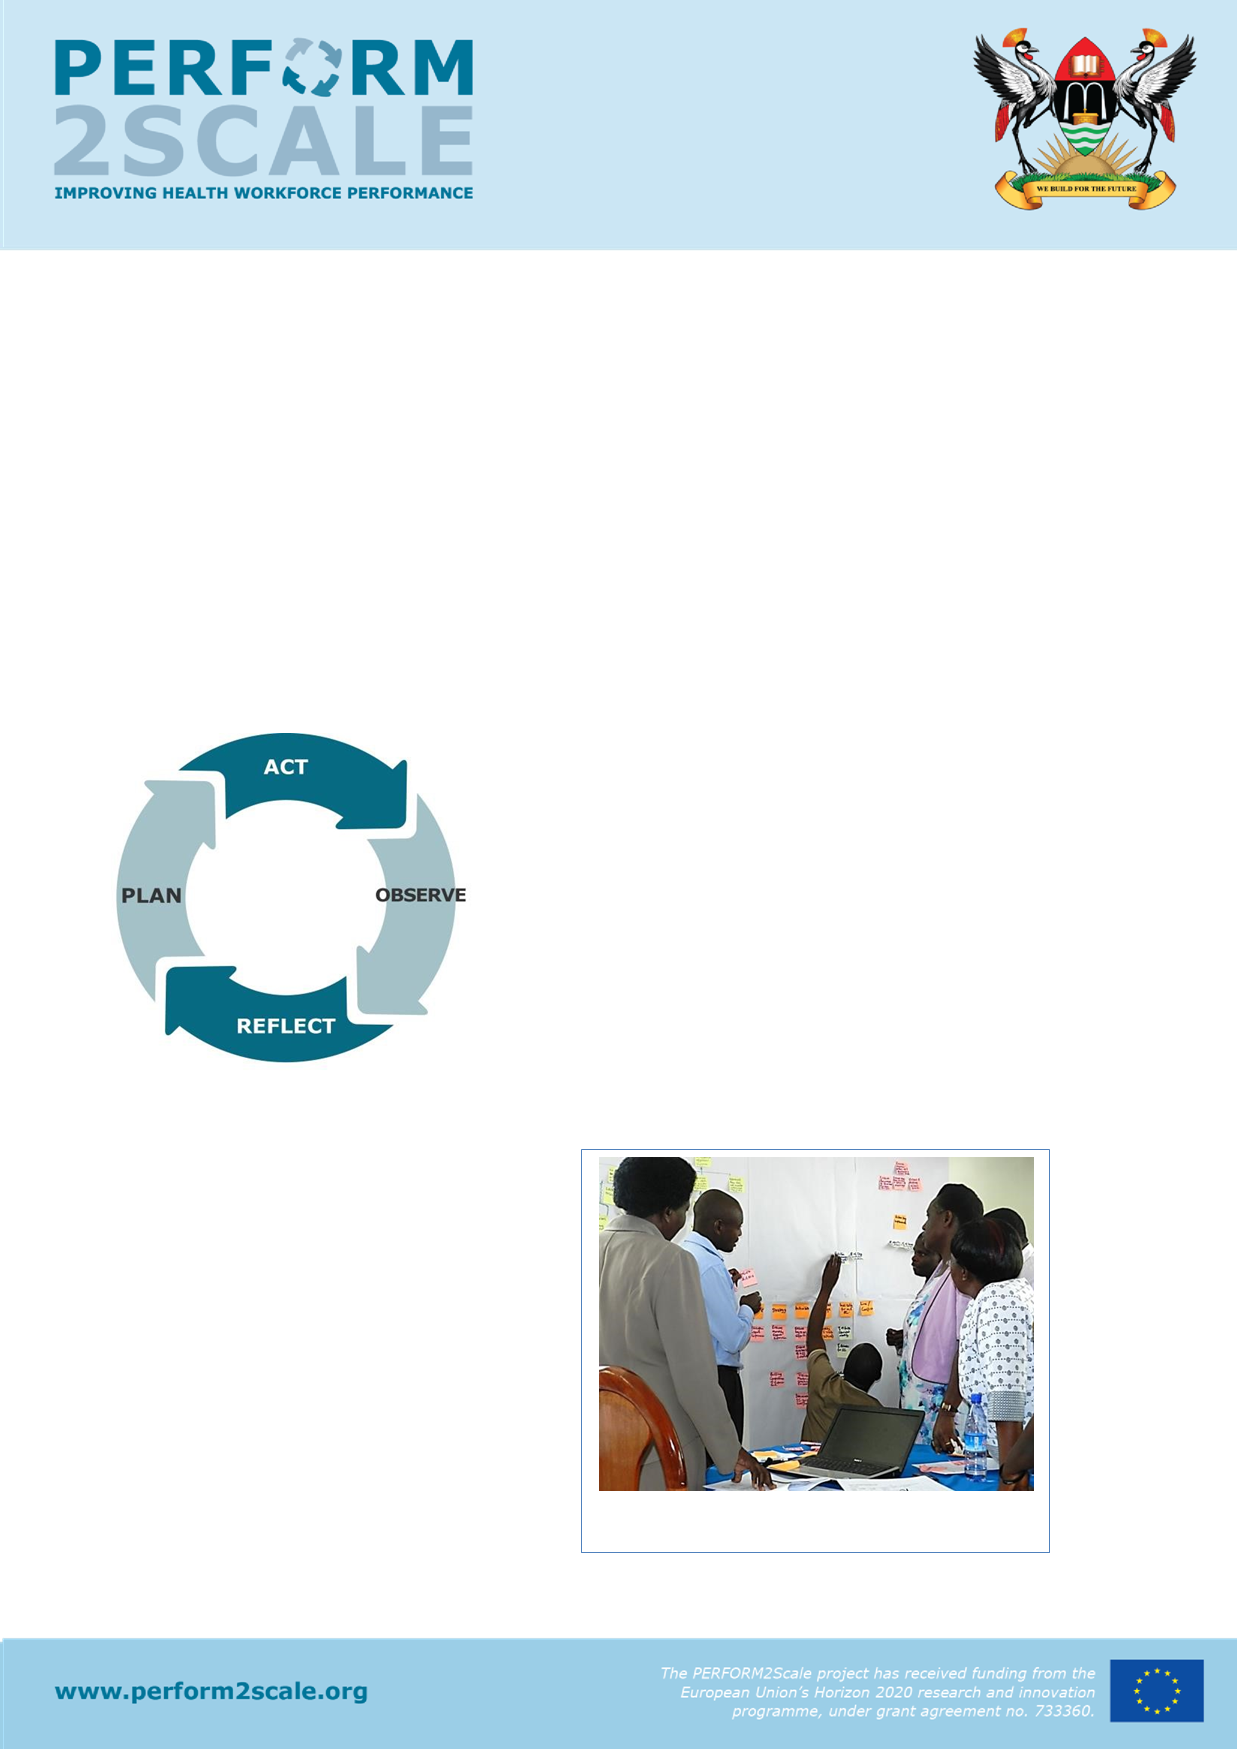 PERFORM
2SCALE
IMPROVING HEALTH WORKFORCE PERFORMANCE
WE BUILD FOR THE FUTURE
ACT
PLAN
OBSERVE
REFLECT
www.perform2scale.org
The PERFORM2Scale project has received funding from the
European Union’s Horizon 2020 research and innovation
programme, under grant agreement no. 733360.